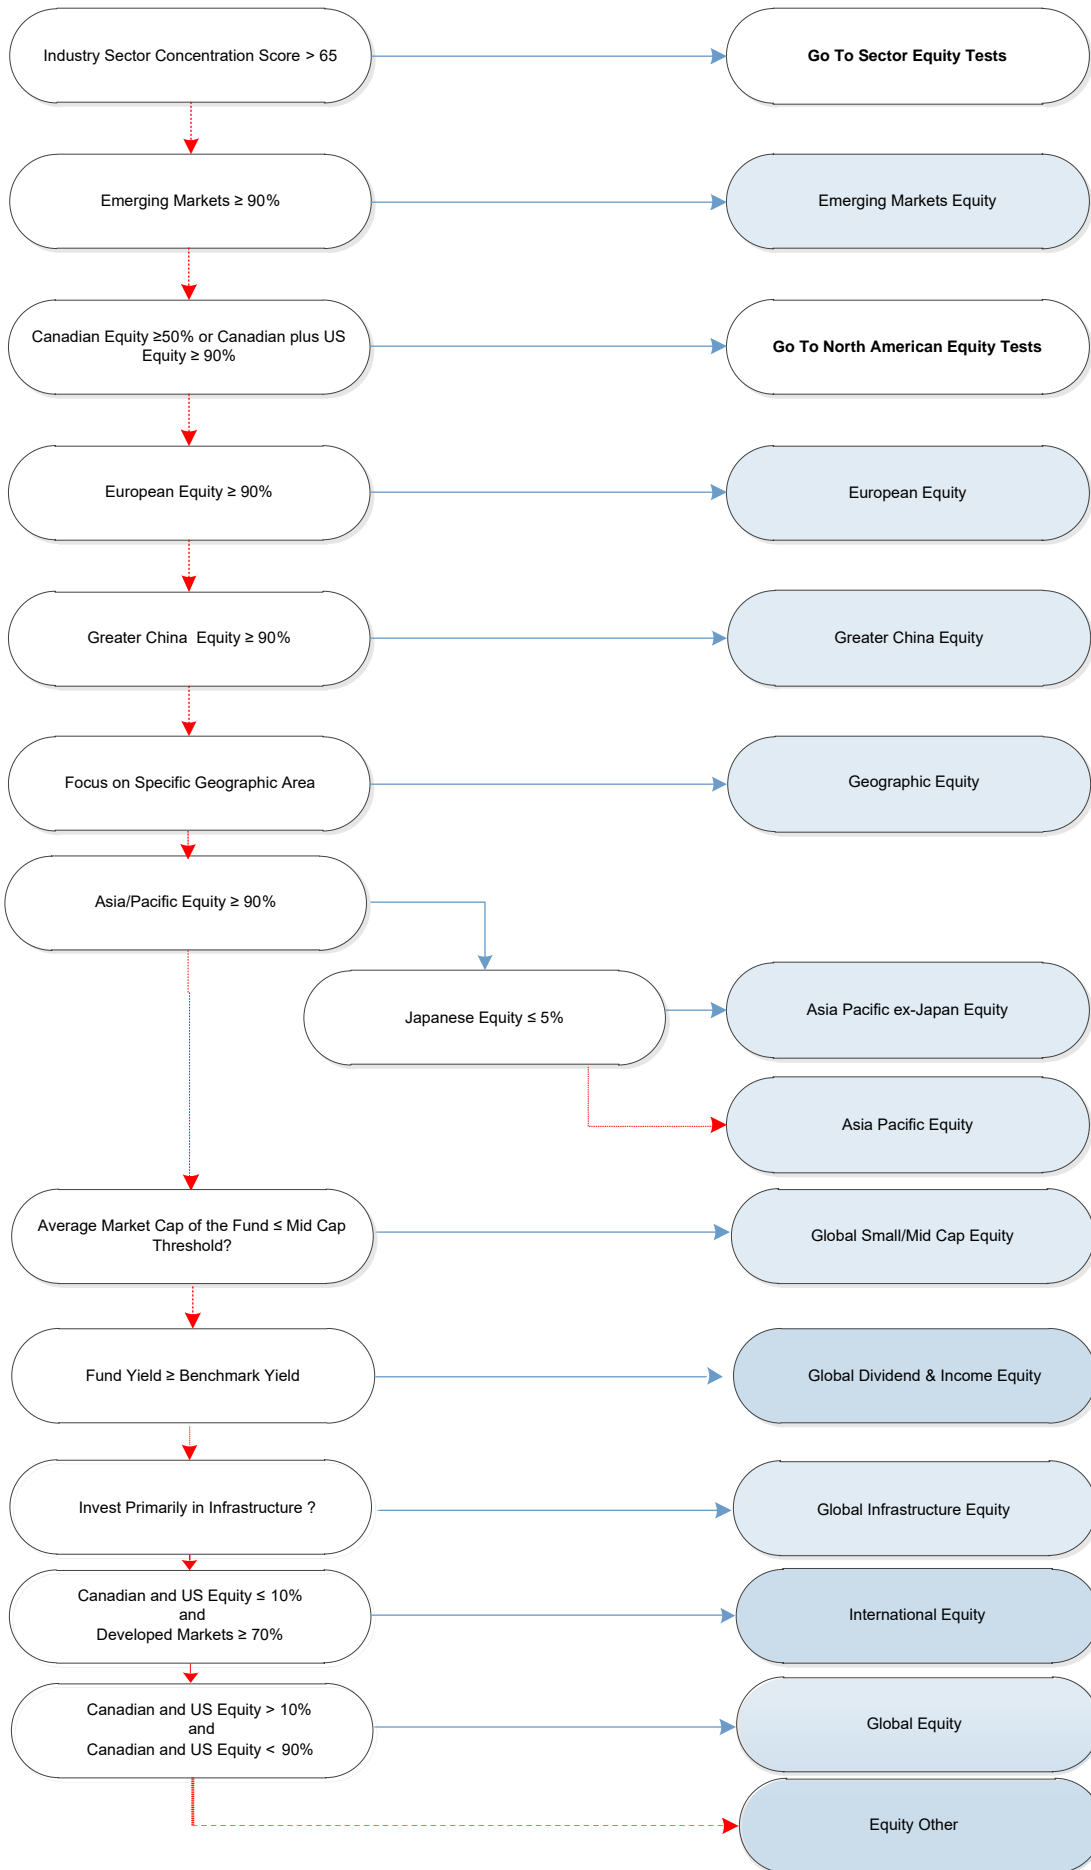 Industry Sector Concentration Score > 65
Go To Sector Equity Tests
Emerging Markets ≥ 90%
Emerging Markets Equity
Canadian Equity ≥50% or Canadian plus US
Equity ≥ 90%
Go To North American Equity Tests
European Equity ≥ 90%
European Equity
Greater China Equity ≥ 90%
Greater China Equity
Focus on Specific Geographic Area
Geographic Equity
Asia/Pacific Equity ≥ 90%
Japanese Equity ≤ 5%
Asia Pacific ex-Japan Equity
Asia Pacific Equity
Average Market Cap of the Fund ≤ Mid Cap
Threshold?
Global Small/Mid Cap Equity
Fund Yield ≥ Benchmark Yield
Global Dividend & Income Equity
Invest Primarily in Infrastructure ?
Global Infrastructure Equity
Canadian and US Equity ≤ 10%
and
Developed Markets ≥ 70%
International Equity
Canadian and US Equity > 10%
and
Canadian and US Equity < 90%
Global Equity
Equity Other